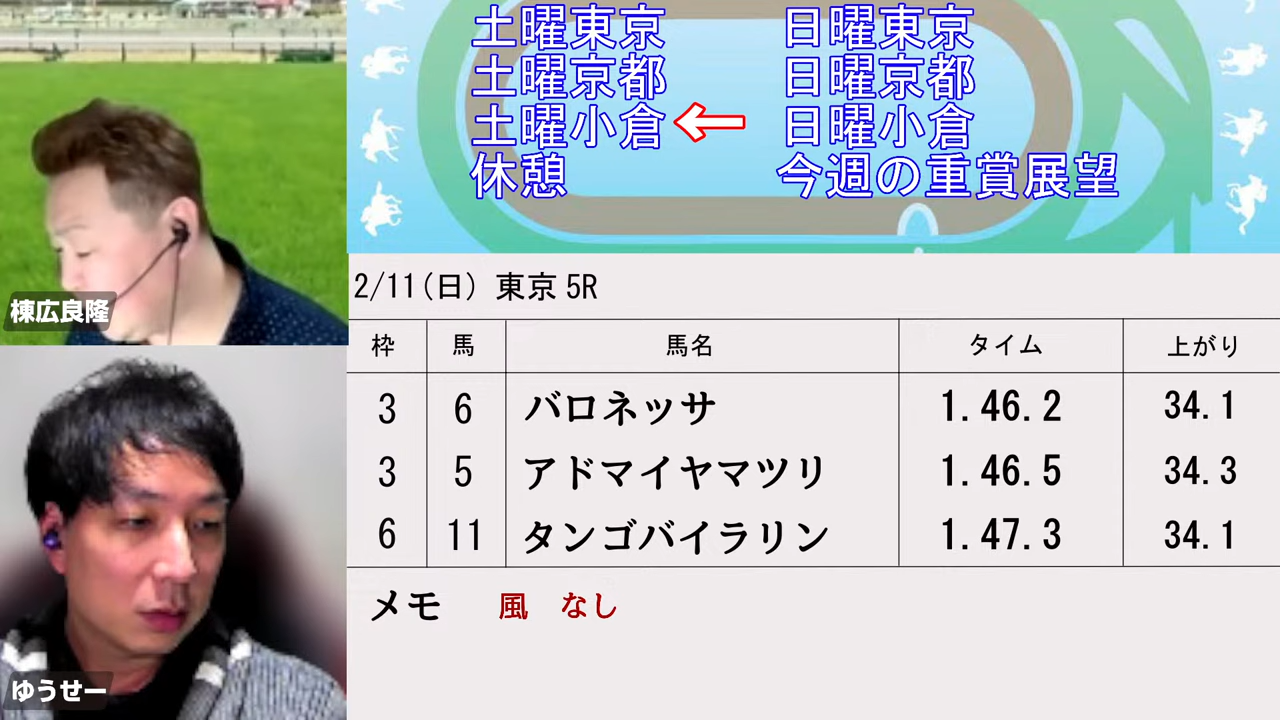 土曜東京 日曜東京
土曜京都 日曜京都
土曜小倉 日曜小倉
休憩 今週の重賞展望
棟広良隆
2/11(日) 東京5R
枠 馬 馬名 タイム 上がり
3 6 バロネッサ 1.46.2 34.1
3 5 アドマイヤマツリ 1.46.5 34.3
6 11 タンゴバイラリン 1.47.3 34.1
メモ 風 なし
ゆうせー